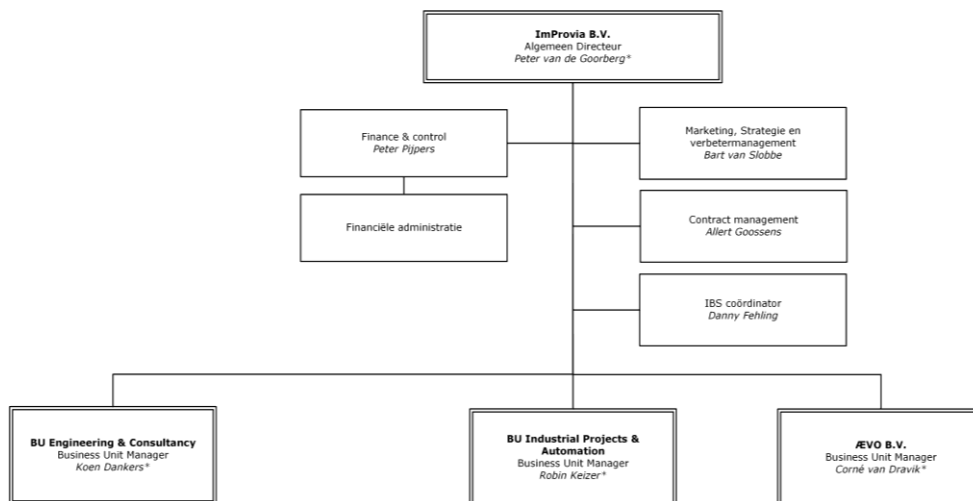 ImProvia B.V.
Algemeen Directeur
Peter van de Goorberg*
Finance & control
Peter Pijpers
Marketing, Strategie en
verbetermanagement
Bart van Slobbe
Financiële administratie
Contract management
Allert Goossens
IBS coördinator
Danny Fehling
BU Engineering & Consultancy
Business Unit Manager
Koen Dankers*
BU Industrial Projects &
Automation
Business Unit Manager
Robin Keizer*
ÆVO B.V.
Business Unit Manager
Corné van Dravik*